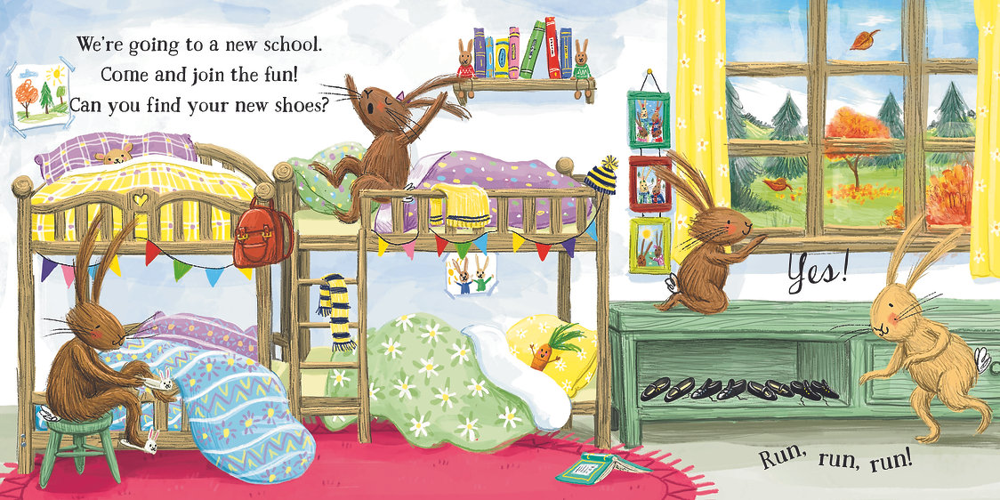 We're going to a new school.
Come and join the fun!
Can you find your new shoes?
Yes!
Run, run, run!